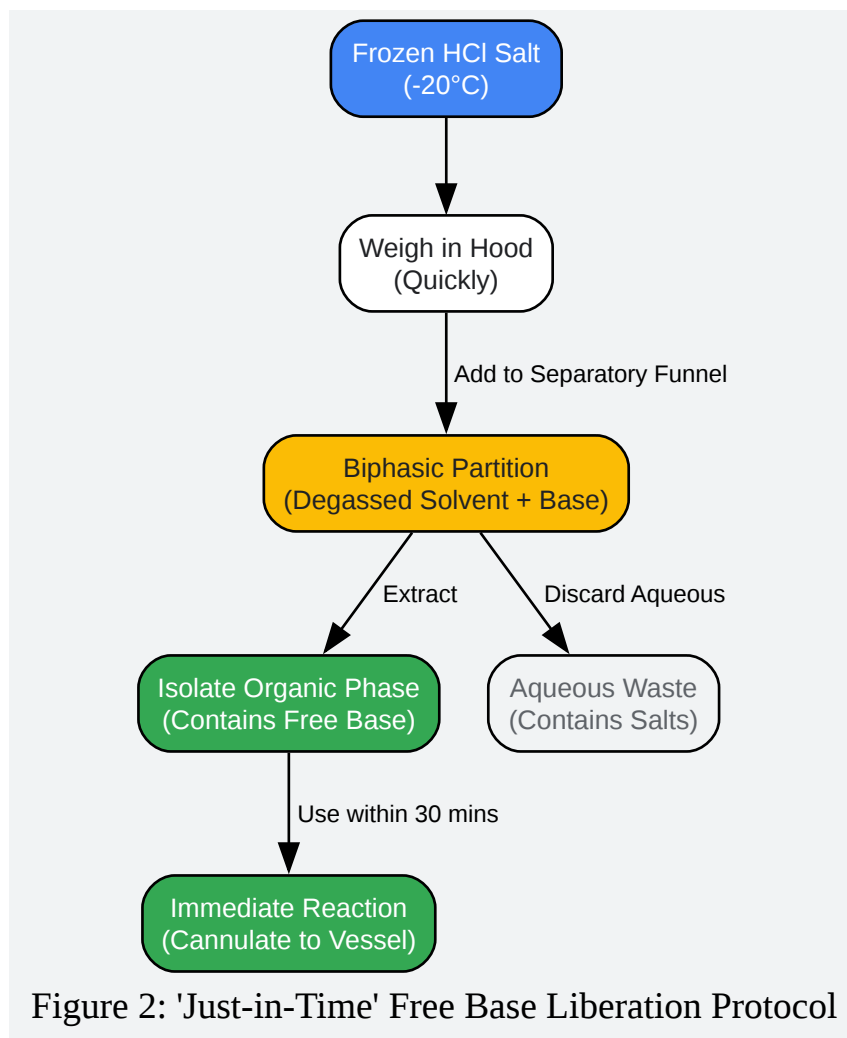 Frozen HCl Salt
(-20°C)
Weigh in Hood
(Quickly)
Add to Separatory Funnel
Biphasic Partition
(Degassed Solvent + Base)
Extract
Discard Aqueous
Isolate Organic Phase
(Contains Free Base)
Aqueous Waste
(Contains Salts)
Use within 30 mins
Immediate Reaction
(Cannulate to Vessel)
Figure 2: 'Just-in-Time' Free Base Liberation Protocol